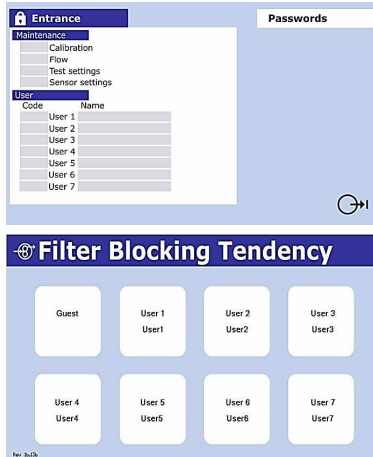 Entrance
Passwords
Maintenance
Calibration
Flow
Test settings
Sensor settings
User
Code Name
User 1
User 2
User 3
User 4
User 5
User 6
User 7
Filter Blocking Tendency
Guest
User 1
User1
User 2
User2
User 3
User3
User 4
User4
User 5
User5
User 6
User6
User 7
User7